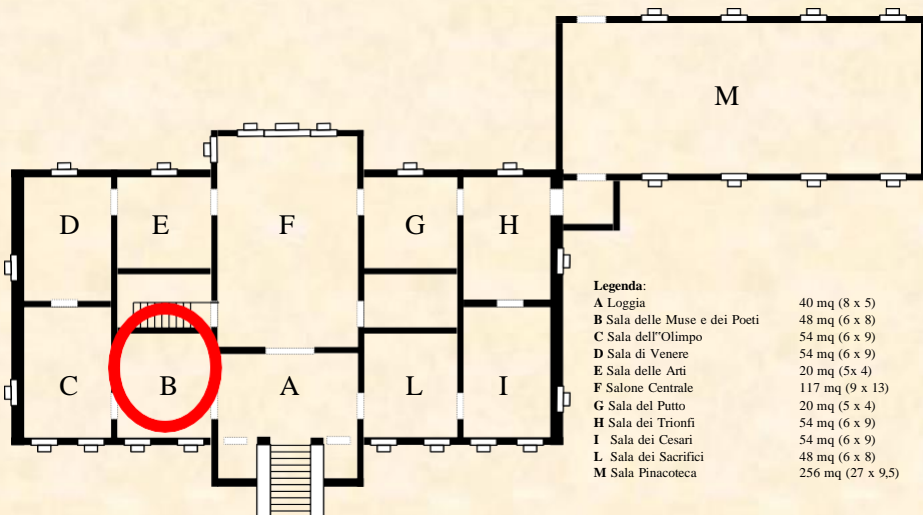 M
D E F G H
C B A L I
Legenda:
A Loggia 40 mq (8 x 5)
B Sala delle Muse e dei Poeti 48 mq (6 x 8)
C Sala dell"Olimpo 54 mq (6 x 9)
D Sala di Venere 54 mq (6 x 9)
E Sala delle Arti 20 mq (5x 4)
F Salone Centrale 117 mq (9 x 13)
G Sala del Putto 20 mq (5 x 4)
H Sala dei Trionfi 54 mq (6 x 9)
I Sala dei Cesari 54 mq (6 x 9)
L Sala dei Sacrifici 48 mq (6 x 8)
M Sala Pinacoteca 256 mq (27 x 9,5)